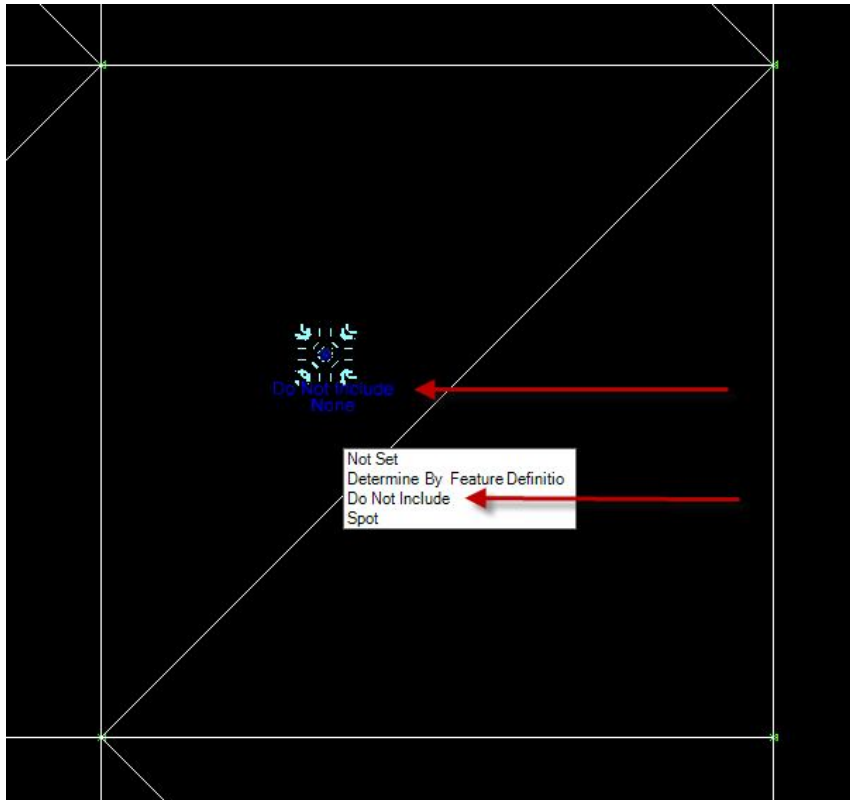 Do Not Include
None
Not Set
Determine By Feature Definitio
Do Not Include
Spot